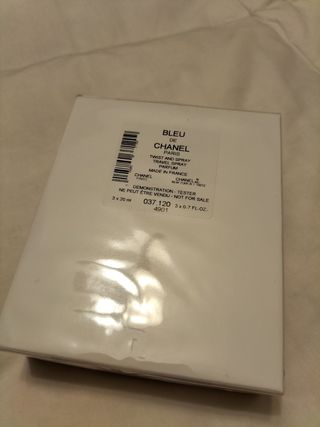 BLEU
DE
CHANEL
PARIS
TWIST AND SPRAY
TRAVEL SPRAY
PARFUM
MADE IN FRANCE
CHANEL CHANEL
DEMONSTRATION - TESTER
NE PEUT ÊTRE VENDU - NOT FOR SALE
3 x 20 ml 037.120 3 x 0.7 FL.OZ.
4901